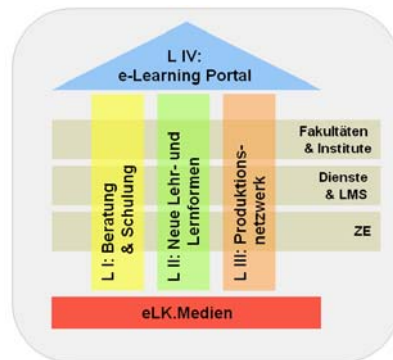 L IV:
e-Learning Portal
L I: Beratung
& Schulung
L II: Neue Lehr- und
Lernformen
L III: Produktions-
netzwerk
Fakultäten
& Institute
Dienste
& LMS
ZE
eLK.Medien